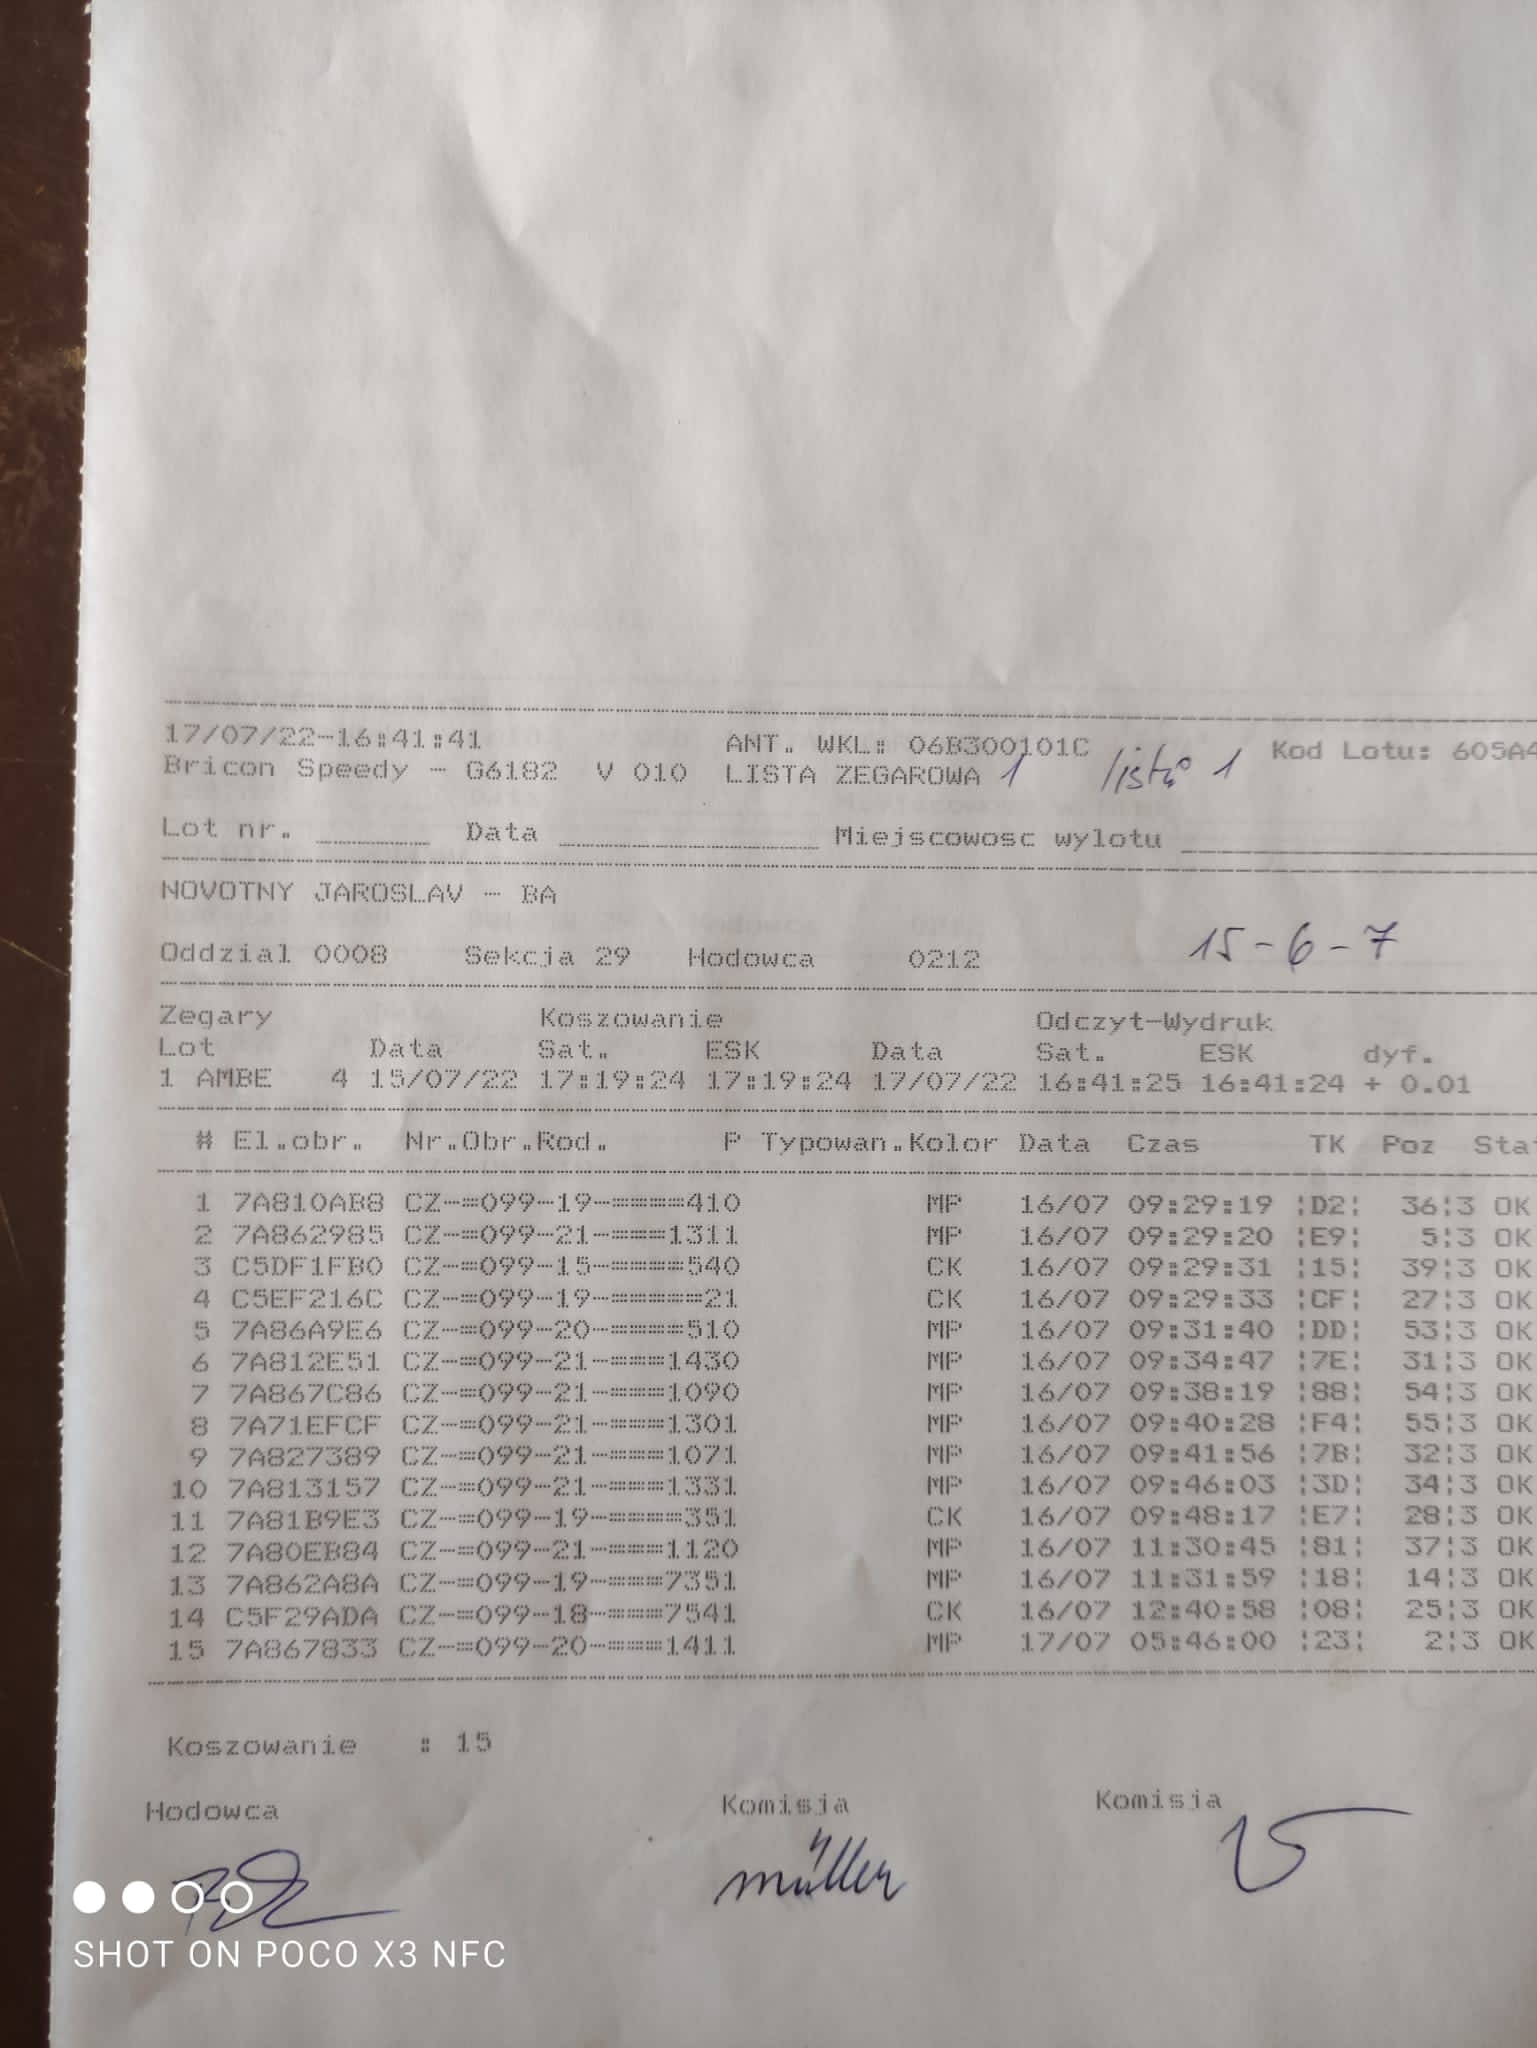 17/07/22-16:41:41 ANT. WKL: 06B300101C Kod Lotu: 605A4
Bricon Speedy - G6182 V 010 LISTA ZEGAROWA 1 listů 1
Lot nr. Data Miejscowosc wylotu
NOVOTNY JAROSLAV - BA
Oddzial 0008 Sekcja 29 Hodowca 0212 15-6-7
Zegary Koszowanie Odczyt-Wydruk
Lot Data Sat. ESK Data Sat. ESK dyf.
1 AMBE 4 15/07/22 17:19:24 17:19:24 17/07/22 16:41:25 16:41:24 + 0.01
# El.obr. Nr.Obr.Rod. P Typowan.Kolor Data Czas TK Poz Stat
1 7A810AB8 CZ-=099-19-====410 MP 16/07 09:29:19 ¦D2¦ 36¦3 OK
2 7A862985 CZ-=099-21-===1311 MP 16/07 09:29:20 ¦E9¦ 5¦3 OK
3 C5DF1FB0 CZ-=099-15-====540 CK 16/07 09:29:31 ¦15¦ 39¦3 OK
4 C5EF216C CZ-=099-19-=====21 CK 16/07 09:29:33 ¦CF¦ 27¦3 OK
5 7A86A9E6 CZ-=099-20-====510 MP 16/07 09:31:40 ¦DD¦ 53¦3 OK
6 7A812E51 CZ-=099-21-===1430 MP 16/07 09:34:47 ¦7E¦ 31¦3 OK
7 7A867C86 CZ-=099-21-===1090 MP 16/07 09:38:19 ¦88¦ 54¦3 OK
8 7A71EFCF CZ-=099-21-===1301 MP 16/07 09:40:28 ¦F4¦ 55¦3 OK
9 7A827389 CZ-=099-21-===1071 MP 16/07 09:41:56 ¦7B¦ 32¦3 OK
10 7A813157 CZ-=099-21-===1331 MP 16/07 09:46:03 ¦3D¦ 34¦3 OK
11 7A81B9E3 CZ-=099-19-====351 CK 16/07 09:48:17 ¦E7¦ 28¦3 OK
12 7A80EB84 CZ-=099-21-===1120 MP 16/07 11:30:45 ¦81¦ 37¦3 OK
13 7A862A8A CZ-=099-19-===7351 MP 16/07 11:31:59 ¦18¦ 14¦3 OK
14 C5F29ADA CZ-=099-18-===7541 CK 16/07 12:40:58 ¦08¦ 25¦3 OK
15 7A867833 CZ-=099-20-===1411 MP 17/07 05:46:00 ¦23¦ 2¦3 OK
Koszowanie : 15
Hodowca Komisja Komisja
müller
SHOT ON POCO X3 NFC